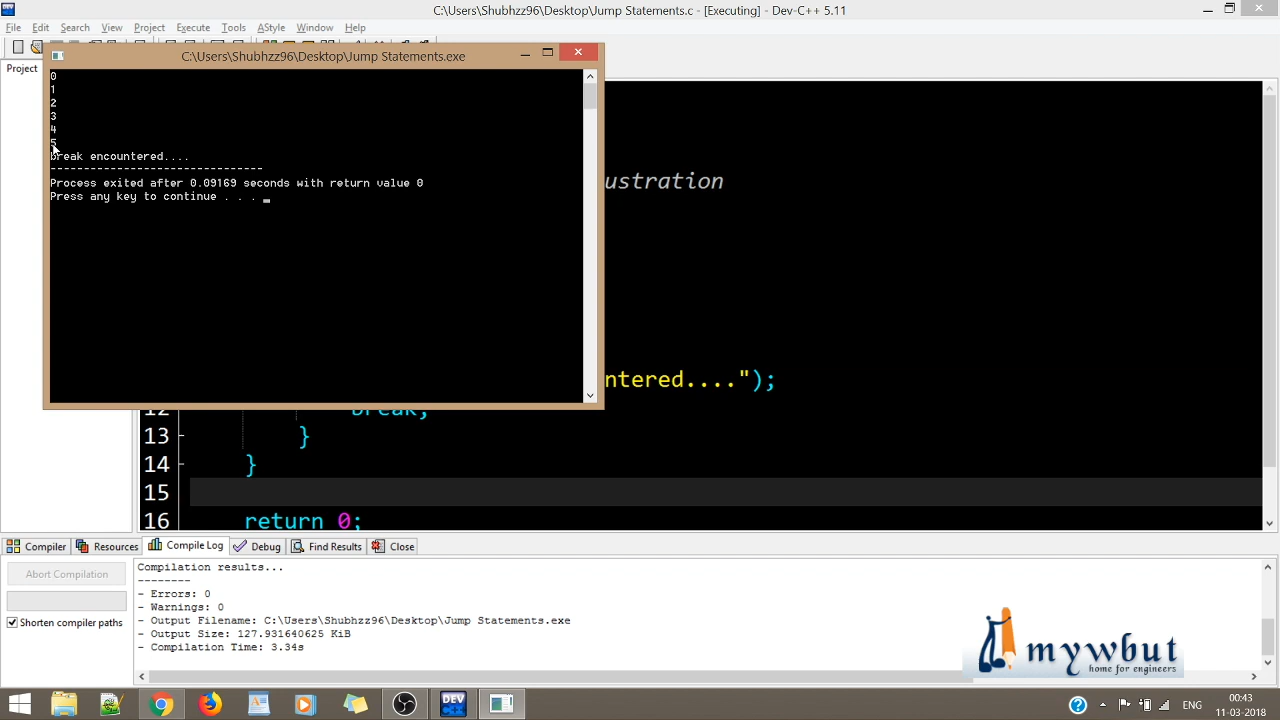 C:\Users\Shubhzz96\Desktop\Jump Statements.c - [Executing] - Dev-C++ 5.11
File Edit Search View Project Execute Tools AStyle Window Help
C:\Users\Shubhzz96\Desktop\Jump Statements.exe
Project
0
1
2
3
4
5
break encountered....
--------------------------------
Process exited after 0.09169 seconds with return value 0
Press any key to continue . . .
ustration
ntered....");
12 break;
13 }
14 }
15
16 return 0;
Compiler Resources Compile Log Debug Find Results Close
Abort Compilation
Shorten compiler paths
Compilation results...
--------
- Errors: 0
- Warnings: 0
- Output Filename: C:\Users\Shubhzz96\Desktop\Jump Statements.exe
- Output Size: 127.931640625 KiB
- Compilation Time: 3.34s
mywbut
home for engineers
DEV
ENG
00:43
11-03-2018